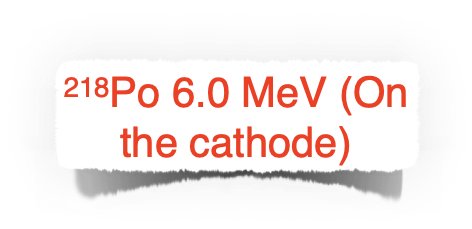 ²¹⁸Po 6.0 MeV (On
the cathode)